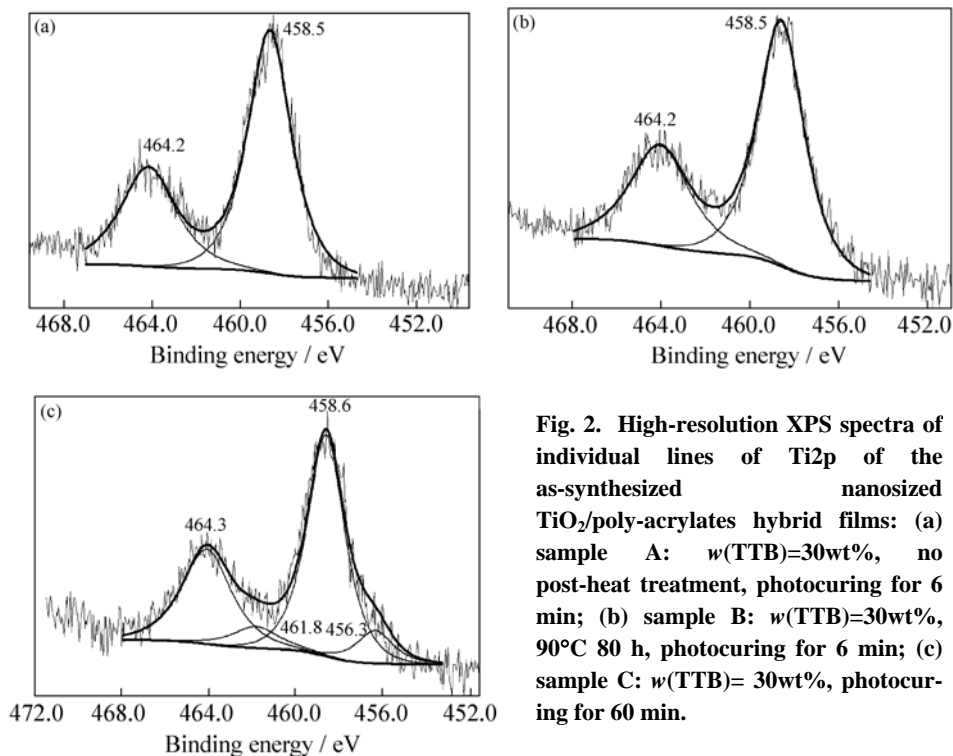 (a)
458.5
464.2
468.0 464.0 460.0 456.0 452.0
Binding energy / eV
(b)
458.5
464.2
468.0 464.0 460.0 456.0 452.0
Binding energy / eV
(c)
458.6
464.3
461.8 456.3
472.0 468.0 464.0 460.0 456.0 452.0
Binding energy / eV
Fig. 2. High-resolution XPS spectra of
individual lines of Ti2p of the
as-synthesized nanosized
TiO₂/poly-acrylates hybrid films: (a)
sample A: w(TTB)=30wt%, no
post-heat treatment, photocuring for 6
min; (b) sample B: w(TTB)=30wt%,
90°C 80 h, photocuring for 6 min; (c)
sample C: w(TTB)= 30wt%, photocur-
ing for 60 min.